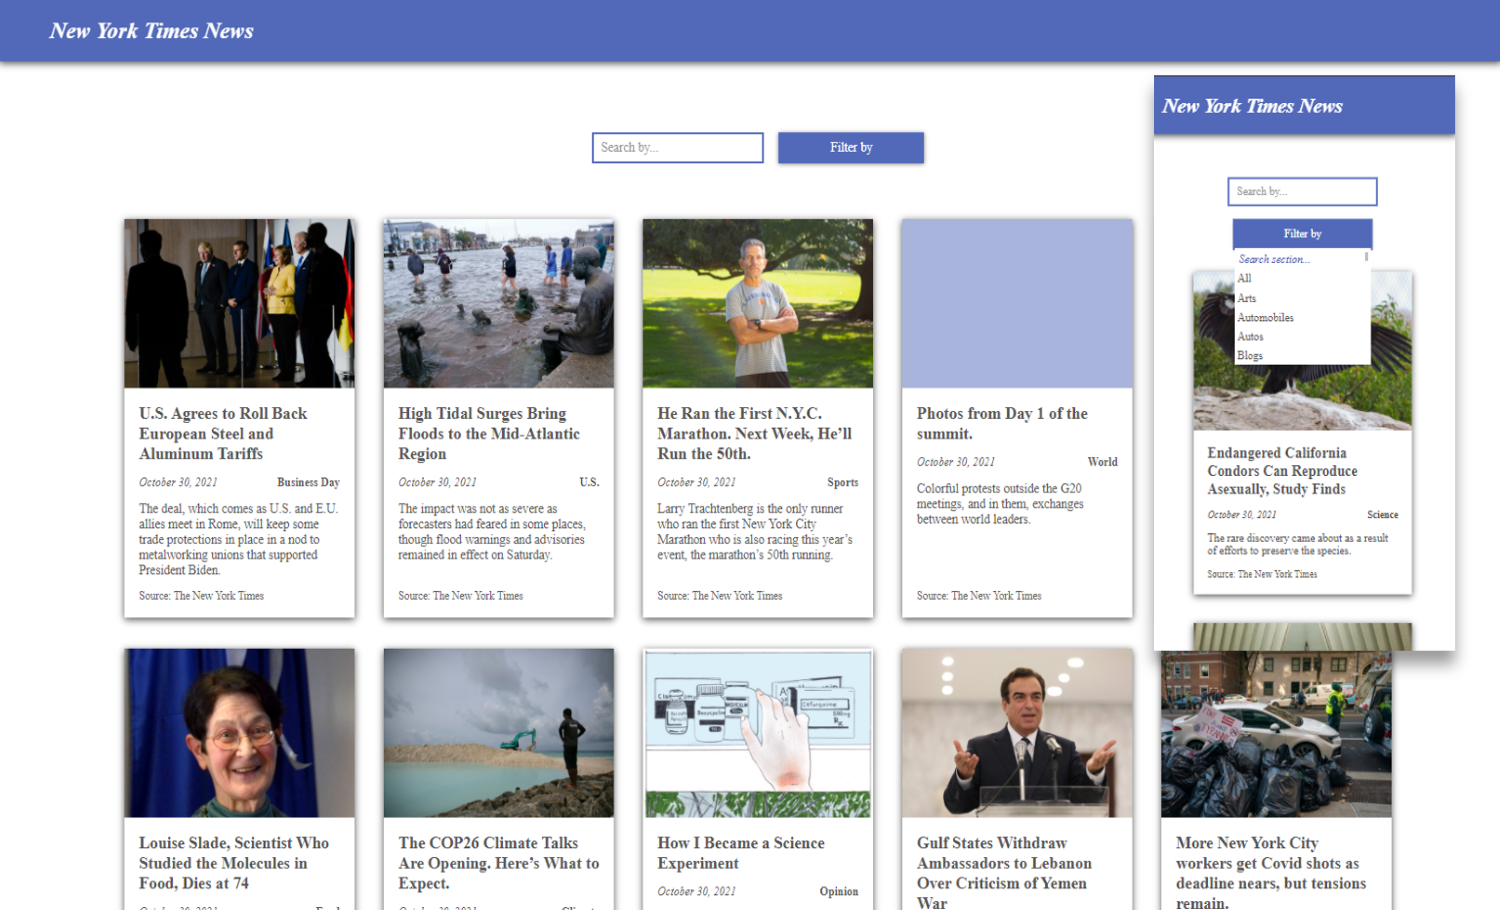 New York Times News
Search by...
Filter by
U.S. Agrees to Roll Back
European Steel and
Aluminum Tariffs
October 30, 2021
Business Day
The deal, which comes as U.S. and E.U.
allies meet in Rome, will keep some
trade protections in place in a nod to
metalworking unions that supported
President Biden.
Source: The New York Times
High Tidal Surges Bring
Floods to the Mid-Atlantic
Region
October 30, 2021
U.S.
The impact was not as severe as
forecasters had feared in some places,
though flood warnings and advisories
remained in effect on Saturday.
Source: The New York Times
He Ran the First N.Y.C.
Marathon. Next Week, He’ll
Run the 50th.
October 30, 2021
Sports
Larry Trachtenberg is the only runner
who ran the first New York City
Marathon who is also racing this year’s
event, the marathon’s 50th running.
Source: The New York Times
Photos from Day 1 of the
summit.
October 30, 2021
World
Colorful protests outside the G20
meetings, and in them, exchanges
between world leaders.
Source: The New York Times
New York Times News
Search by...
Filter by
Search section...
All
Arts
Automobiles
Autos
Blogs
Endangered California
Condors Can Reproduce
Asexually, Study Finds
October 30, 2021
Science
The rare discovery came about as a result
of efforts to preserve the species.
Source: The New York Times
Louise Slade, Scientist Who
Studied the Molecules in
Food, Dies at 74
The COP26 Climate Talks
Are Opening. Here’s What to
Expect.
How I Became a Science
Experiment
October 30, 2021
Opinion
Gulf States Withdraw
Ambassadors to Lebanon
Over Criticism of Yemen
War
More New York City
workers get Covid shots as
deadline nears, but tensions
remain.